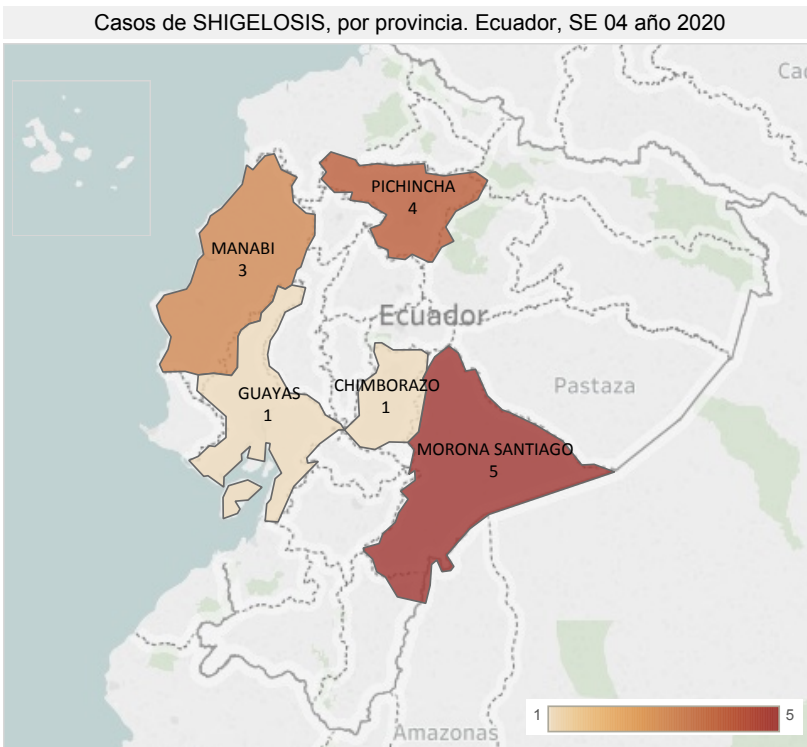 Casos de SHIGELOSIS, por provincia. Ecuador, SE 04 año 2020
PICHINCHA
4
MANABI
3
Ecuador
GUAYAS
1
CHIMBORAZO
1
Pastaza
MORONA SANTIAGO
5
1
5
Amazonas